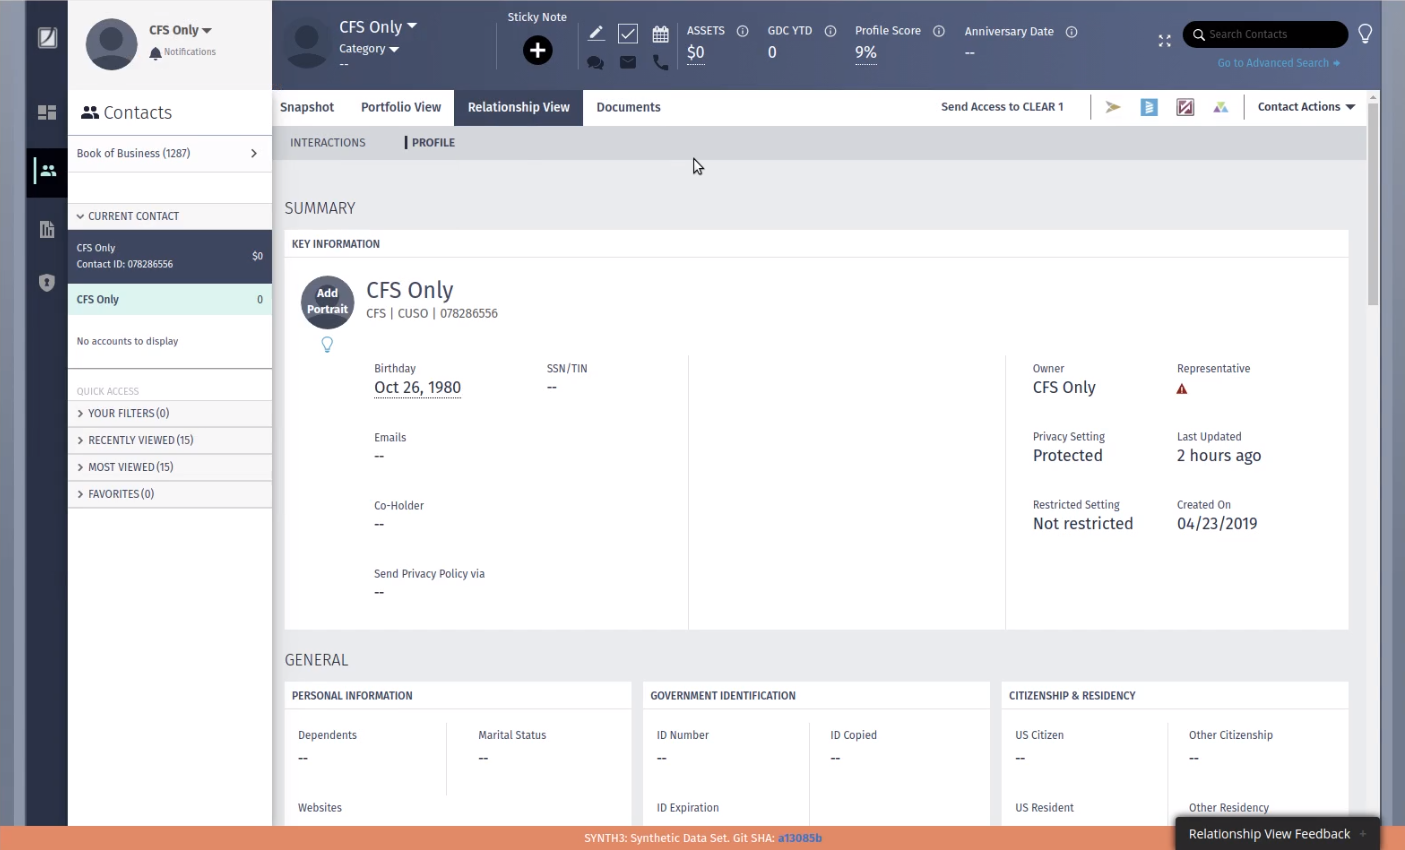 CFS Only
Notifications
CFS Only
Category
--
Sticky Note
ASSETS
$0
GDC YTD
0
Profile Score
9%
Anniversary Date
--
Search Contacts
Go to Advanced Search
Contacts
Snapshot
Portfolio View
Relationship View
Documents
Send Access to CLEAR 1
Contact Actions
INTERACTIONS
PROFILE
Book of Business (1287)
CURRENT CONTACT
CFS Only
Contact ID: 078286556
$0
CFS Only
0
No accounts to display
QUICK ACCESS
YOUR FILTERS (0)
RECENTLY VIEWED (15)
MOST VIEWED (15)
FAVORITES (0)
SUMMARY
KEY INFORMATION
Add
Portrait
CFS Only
CFS | CUSO | 078286556
Birthday
Oct 26, 1980
SSN/TIN
--
Emails
--
Co-Holder
--
Send Privacy Policy via
--
Owner
CFS Only
Representative
Privacy Setting
Protected
Last Updated
2 hours ago
Restricted Setting
Not restricted
Created On
04/23/2019
GENERAL
PERSONAL INFORMATION
Dependents
--
Marital Status
--
Websites
GOVERNMENT IDENTIFICATION
ID Number
--
ID Copied
--
ID Expiration
CITIZENSHIP & RESIDENCY
US Citizen
--
Other Citizenship
--
US Resident
Other Residency
SYNTH3: Synthetic Data Set. Git SHA: a13085b
Relationship View Feedback +